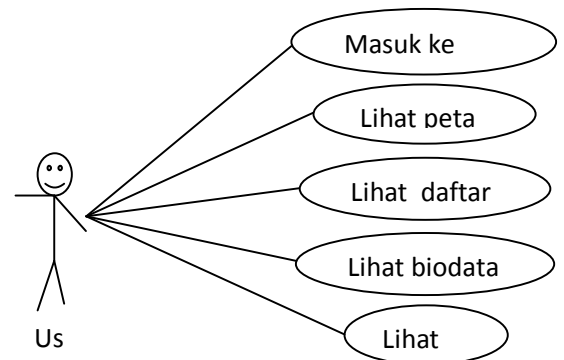 Masuk ke
Lihat peta
Lihat daftar
Lihat biodata
Lihat
Us